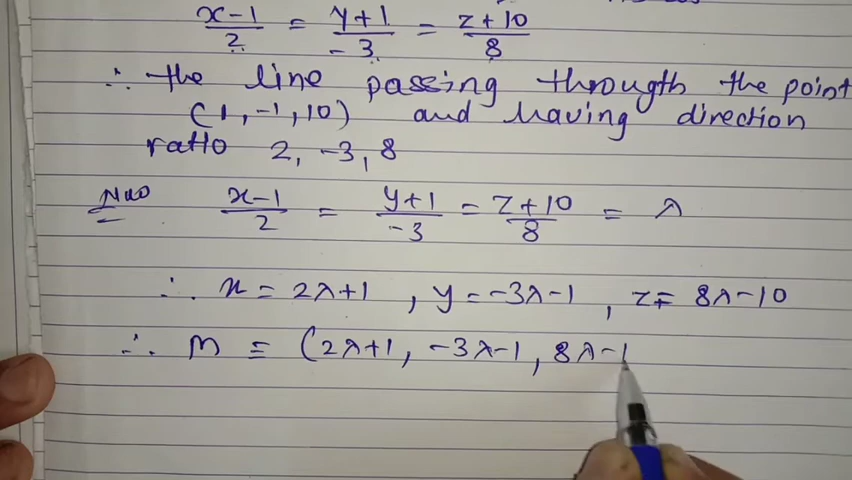 x-1/2 = y+1/-3 = z+10/8
∴ the line passing through the point
(1, -1, 10) and having direction
ratio 2, -3, 8
Now x-1/2 = y+1/-3 = z+10/8 = λ
∴ x = 2λ+1 , y = -3λ-1 , z = 8λ-10
∴ M ≡ (2λ+1, -3λ-1, 8λ-1